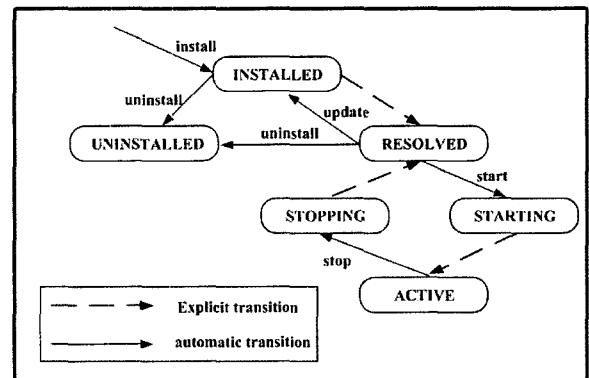 install
INSTALLED
uninstall
update
UNINSTALLED
uninstall
RESOLVED
start
STOPPING
STARTING
stop
ACTIVE
Explicit transition
automatic transition